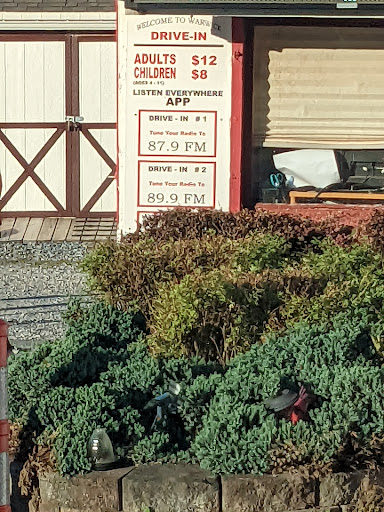 WELCOME TO WARWICK
DRIVE-IN
ADULTS $12
CHILDREN $8
(AGES 4 - 11)
LISTEN EVERYWHERE
APP
DRIVE - IN # 1
Tune Your Radio To
87.9 FM
DRIVE - IN # 2
Tune Your Radio To
89.9 FM